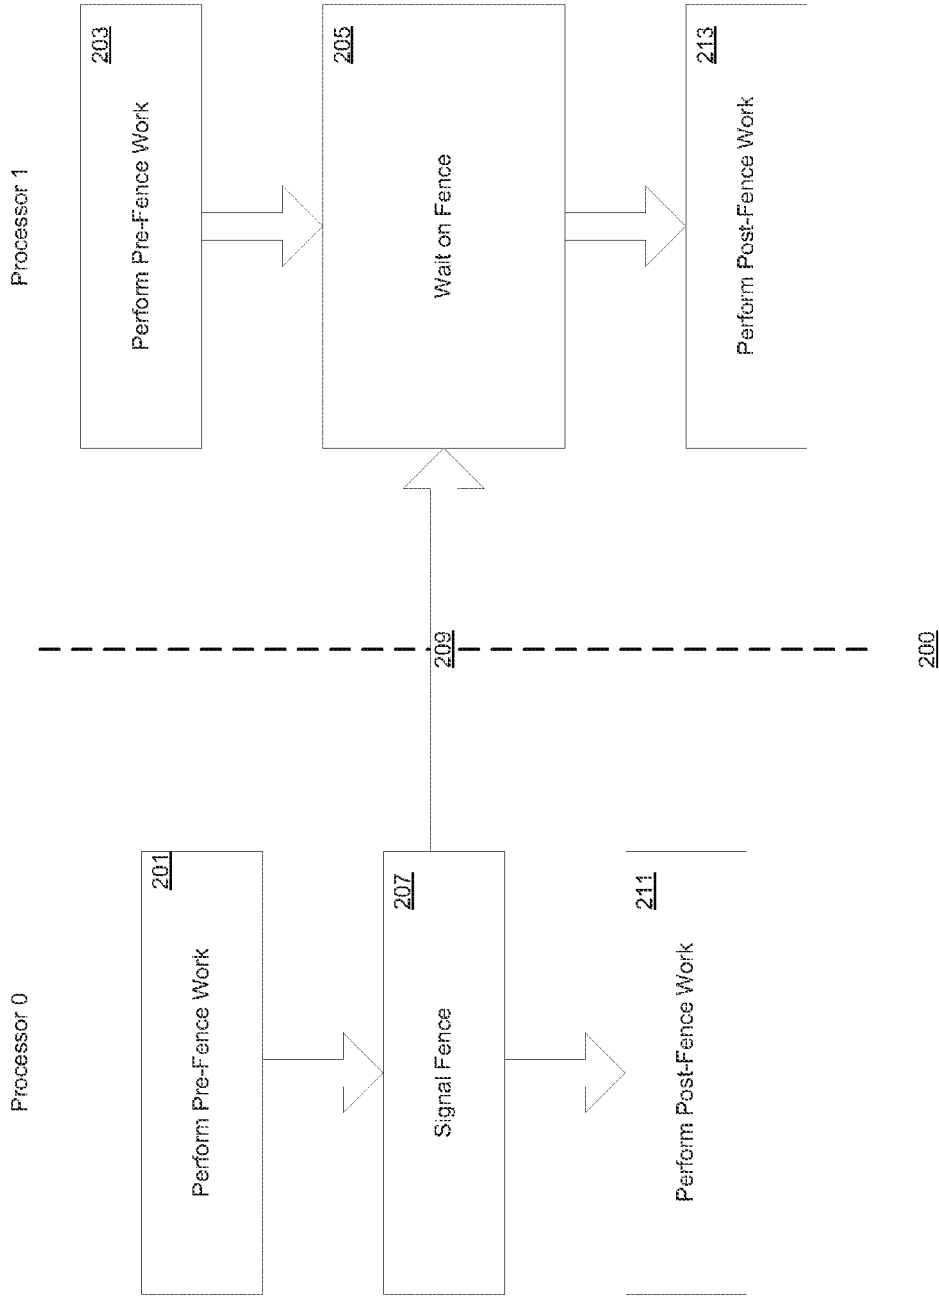 Processor 0
Processor 1
201
Perform Pre-Fence Work
203
Perform Pre-Fence Work
205
Wait on Fence
207
Signal Fence
209
211
Perform Post-Fence Work
213
Perform Post-Fence Work
200